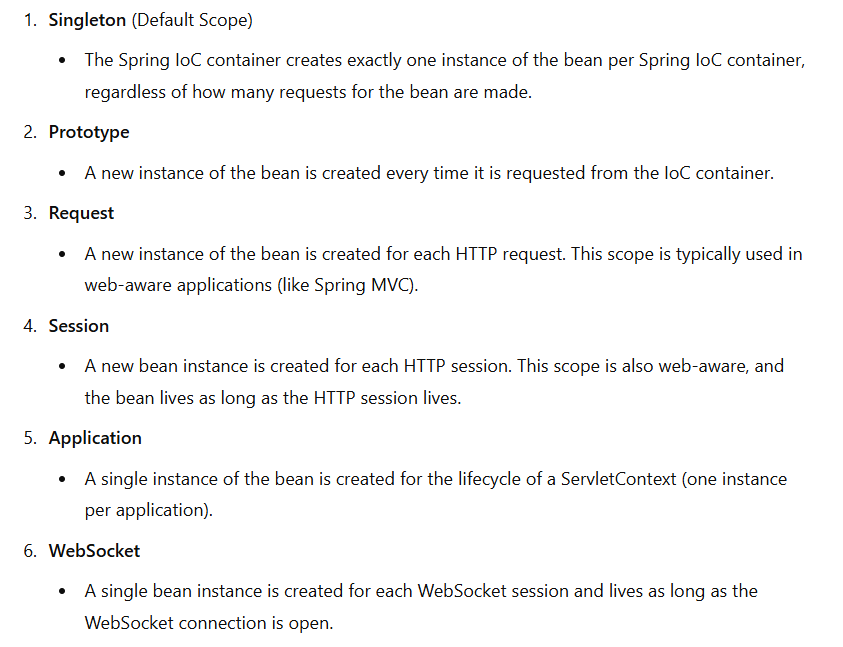 1. Singleton (Default Scope)
• The Spring IoC container creates exactly one instance of the bean per Spring IoC container,
regardless of how many requests for the bean are made.
2. Prototype
• A new instance of the bean is created every time it is requested from the IoC container.
3. Request
• A new instance of the bean is created for each HTTP request. This scope is typically used in
web-aware applications (like Spring MVC).
4. Session
• A new bean instance is created for each HTTP session. This scope is also web-aware, and
the bean lives as long as the HTTP session lives.
5. Application
• A single instance of the bean is created for the lifecycle of a ServletContext (one instance
per application).
6. WebSocket
• A single bean instance is created for each WebSocket session and lives as long as the
WebSocket connection is open.